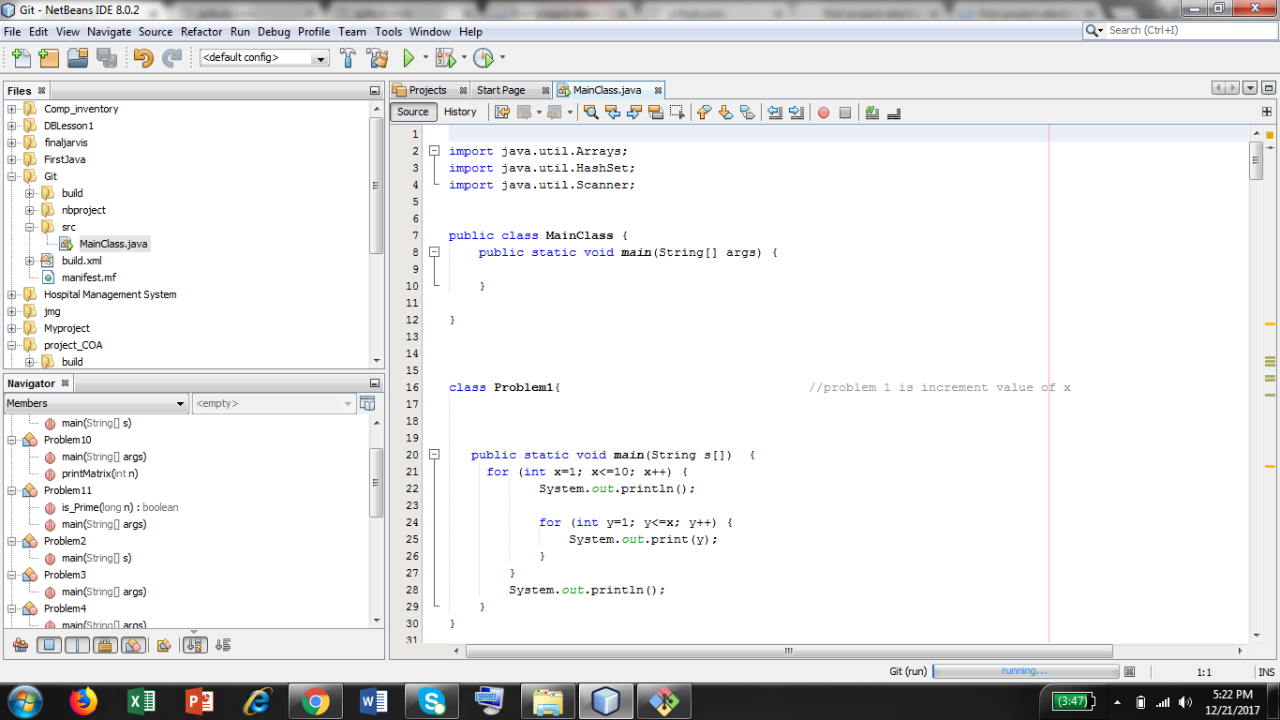 Git - NetBeans IDE 8.0.2
File Edit View Navigate Source Refactor Run Debug Profile Team Tools Window Help
Search (Ctrl+I)
<default config>
Files
Comp_inventory
DBLesson1
finaljarvis
FirstJava
Git
build
nbproject
src
MainClass.java
build.xml
manifest.mf
Hospital Management System
jmg
Myproject
project_COA
build
Navigator
Members
<empty>
main(String[] s)
Problem10
main(String[] args)
printMatrix(int n)
Problem11
is_Prime(long n) : boolean
main(String[] args)
Problem2
main(String[] s)
Problem3
main(String[] args)
Problem4
main(String[] args)
Projects Start Page MainClass.java
Source History
1
2 import java.util.Arrays;
3 import java.util.HashSet;
4 import java.util.Scanner;
5
6
7 public class MainClass {
8 public static void main(String[] args) {
9
10 }
11
12 }
13
14
15
16 class Problem1{ //problem 1 is increment value of x
17
18
19
20 public static void main(String s[]) {
21 for (int x=1; x<=10; x++) {
22 System.out.println();
23
24 for (int y=1; y<=x; y++) {
25 System.out.print(y);
26 }
27 }
28 System.out.println();
29 }
30 }
31
Git (run) running... 1:1 INS
(3:47) 5:22 PM
12/21/2017